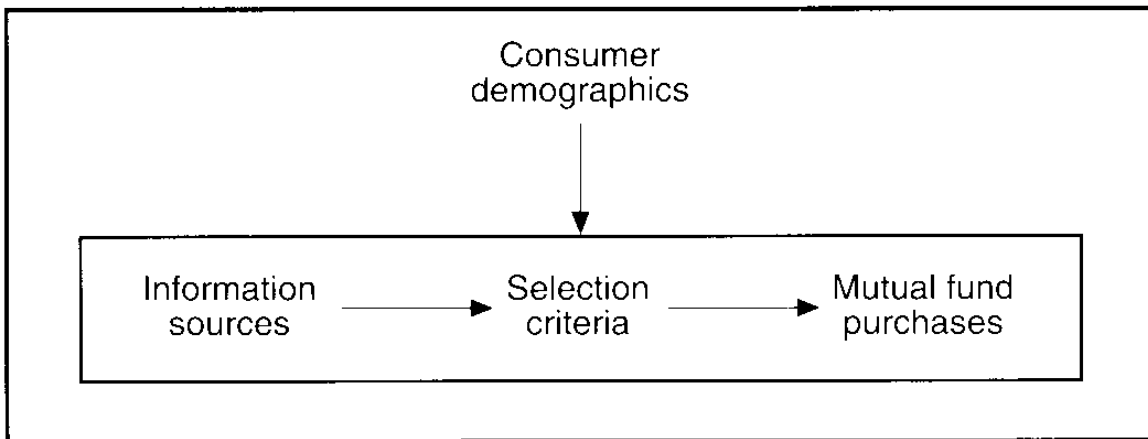 Consumer
demographics
Information
sources
Selection
criteria
Mutual fund
purchases